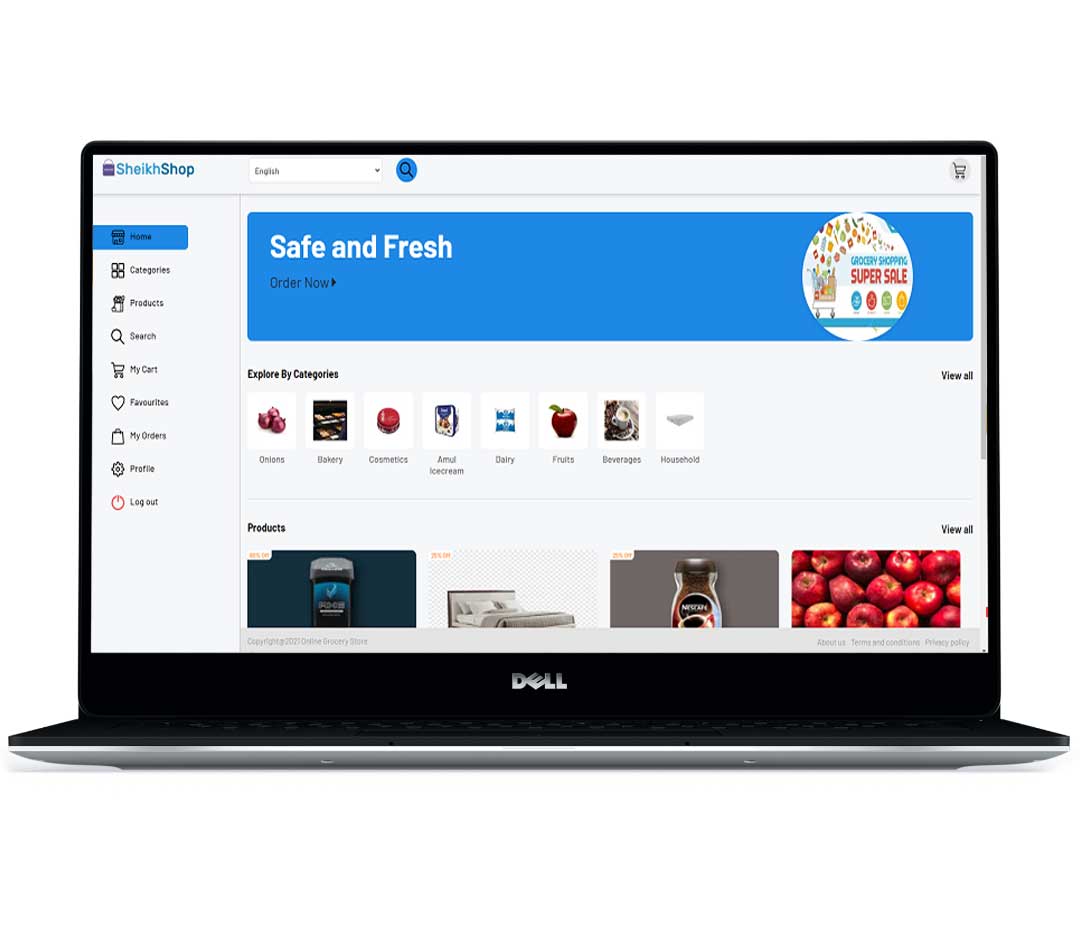 SheikhShop
English
Home
Categories
Products
Search
My Cart
Favourites
My Orders
Profile
Log out
Safe and Fresh
Order Now
GROCERY SHOPPING
SUPER SALE
Explore By Categories
View all
Onions
Bakery
Cosmetics
Amul
Icecream
Dairy
Fruits
Beverages
Household
Products
View all
25% Off
25% Off
AXE
NESCAFÉ
Copyright@2021 Online Grocery Store
About us
Terms and conditions
Privacy policy
DELL